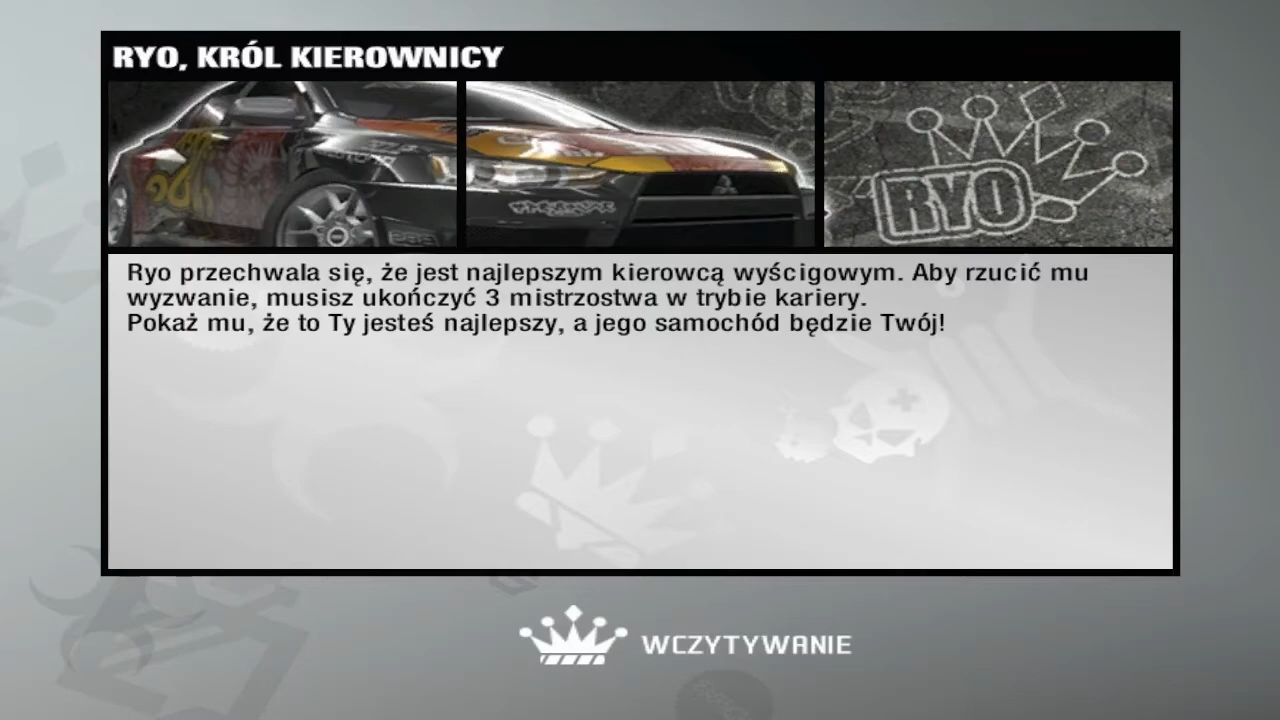 RYO, KRÓL KIEROWNICY
RYO
Ryo przechwala się, że jest najlepszym kierowcą wyścigowym. Aby rzucić mu
wyzwanie, musisz ukończyć 3 mistrzostwa w trybie kariery.
Pokaż mu, że to Ty jesteś najlepszy, a jego samochód będzie Twój!
WCZYTYWANIE